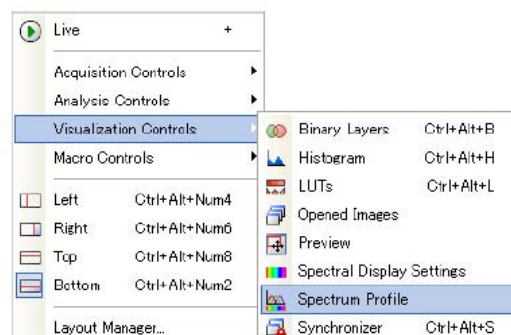 Live +
Acquisition Controls
Analysis Controls
Visualization Controls
Macro Controls
Left Ctrl+Alt+Num4
Right Ctrl+Alt+Num6
Top Ctrl+Alt+Num8
Bottom Ctrl+Alt+Num2
Layout Manager...
Binary Layers Ctrl+Alt+B
Histogram Ctrl+Alt+H
LUTs Ctrl+Alt+L
Opened Images
Preview
Spectral Display Settings
Spectrum Profile
Synchronizer Ctrl+Alt+S